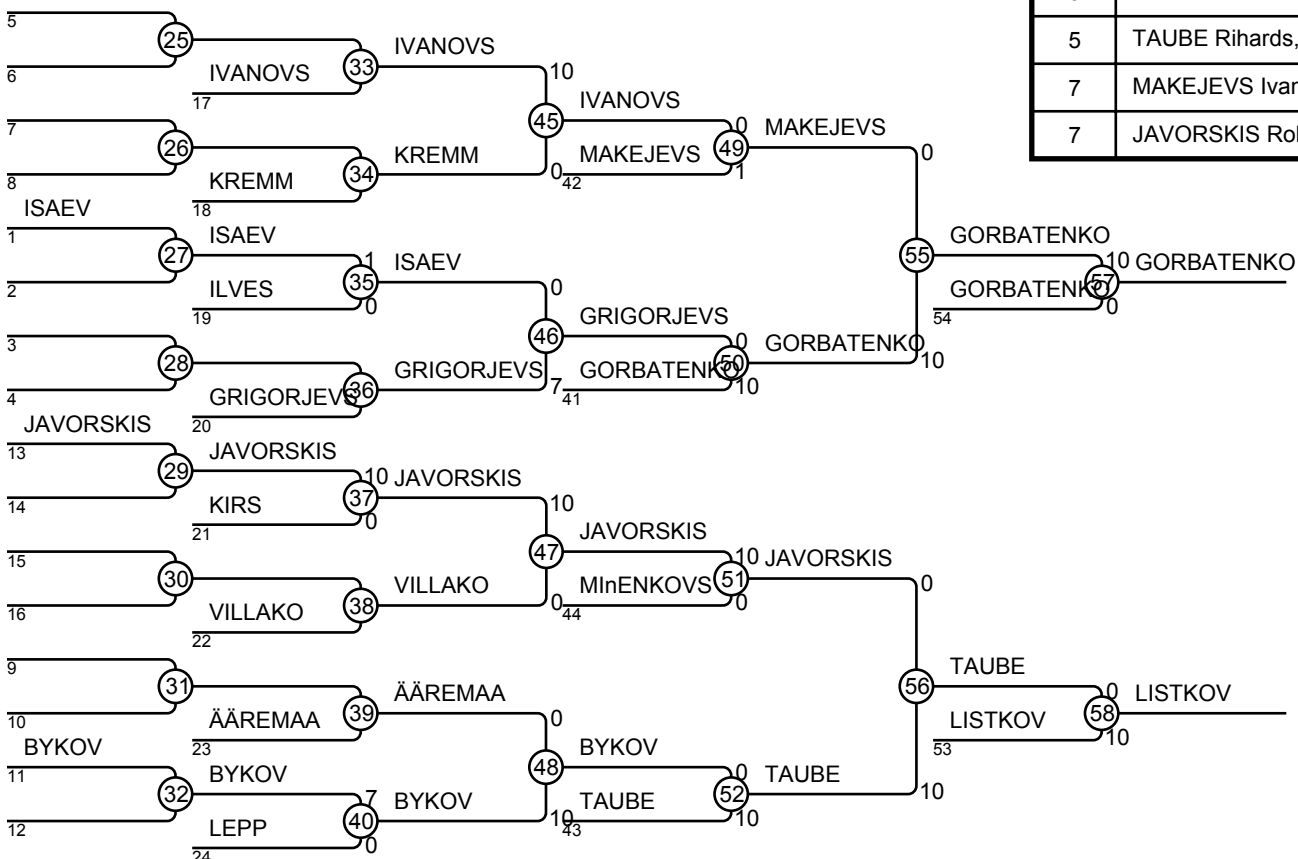 5
25
IVANOVS
6
IVANOVS
33
10
17
IVANOVS
7
45
0
MAKEJEVS
26
KREMM
MAKEJEVS
49
0
8
KREMM
34
0
42
1
18
ISAEV
1
ISAEV
GORBATENKO
27
1
ISAEV
55
10
GORBATENKO
2
ILVES
35
0
GORBATENKO
57
19
0
54
0
3
46
GRIGORJEVS
28
0
GORBATENKO
4
GRIGORJEVS
36
GRIGORJEVS
7
GORBATENKO
50
10
20
41
10
JAVORSKIS
13
JAVORSKIS
29
10
JAVORSKIS
14
KIRS
37
10
21
0
JAVORSKIS
15
47
10
JAVORSKIS
30
VILLAKO
MInENKOVS
51
0
16
VILLAKO
38
0
44
0
22
9
TAUBE
31
ÄÄREMAA
56
0
LISTKOV
10
ÄÄREMAA
39
0
LISTKOV
58
23
53
10
BYKOV
BYKOV
11
BYKOV
48
0
TAUBE
32
7
BYKOV
TAUBE
52
10
12
LEPP
40
10
43
10
24
0
5
TAUBE Rihards,
7
MAKEJEVS Ivan
7
JAVORSKIS Rol